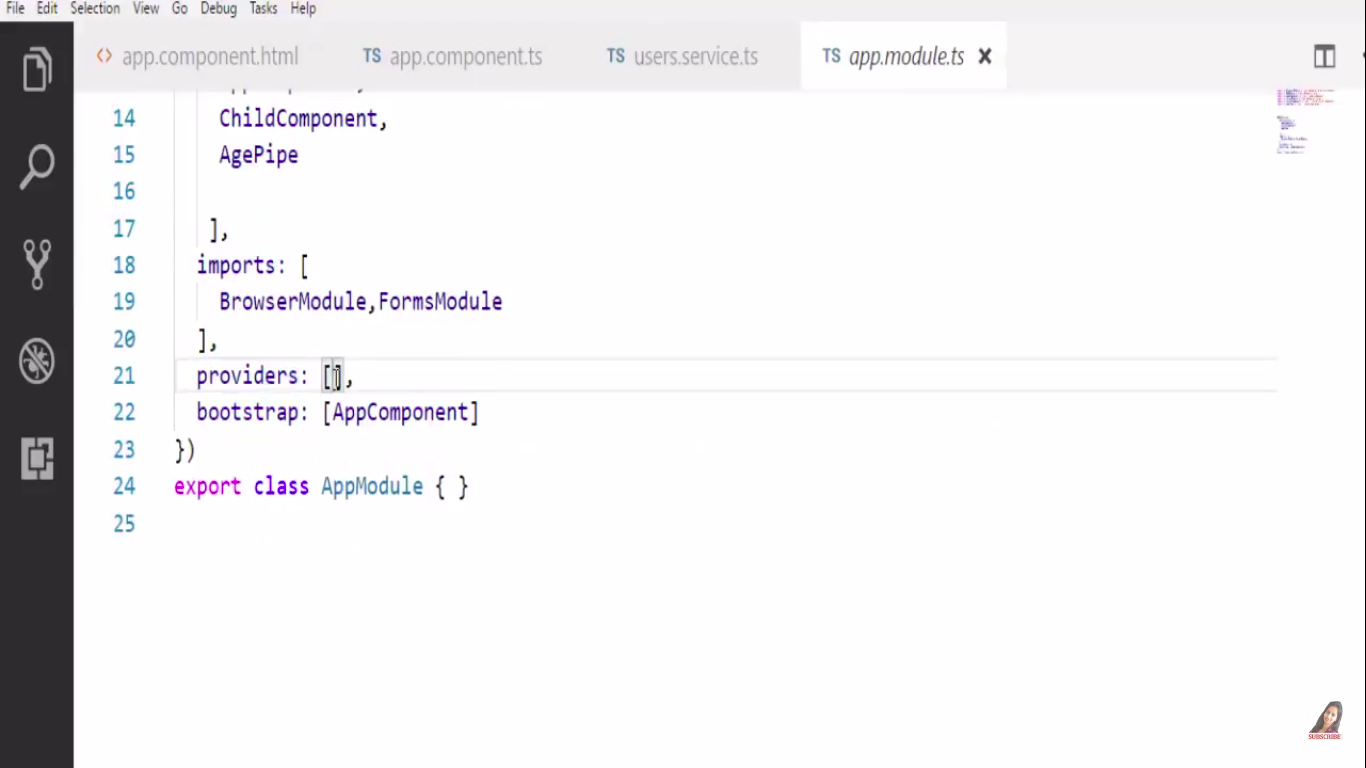 File Edit Selection View Go Debug Tasks Help
<> app.component.html TS app.component.ts TS users.service.ts TS app.module.ts
14 ChildComponent,
15 AgePipe
16
17 ],
18 imports: [
19 BrowserModule,FormsModule
20 ],
21 providers: [],
22 bootstrap: [AppComponent]
23 })
24 export class AppModule { }
25
SUBSCRIBE